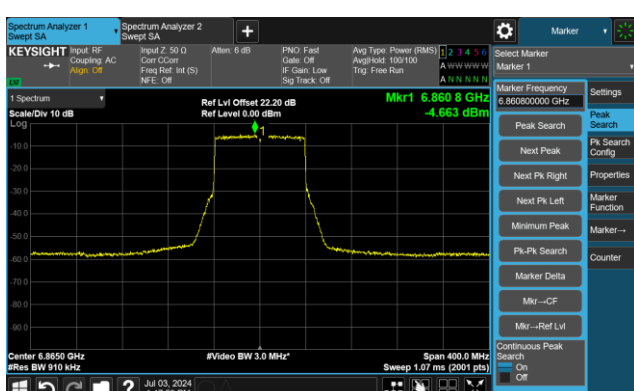 Spectrum Analyzer 1
Swept SA
Spectrum Analyzer 2
Swept SA
Marker
KEYSIGHT
Input: RF
Coupling: AC
Align: Off
Input Z: 50 Ω
Corr CCorr
Freq Ref: Int (S)
NFE: Off
Atten: 6 dB
PNO: Fast
Gate: Off
IF Gain: Low
Sig Track: Off
Avg Type: Power (RMS)
Avg|Hold: 100/100
Trig: Free Run
1 2 3 4 5 6
A W W W W W
A N N N N N
Select Marker
Marker 1
1 Spectrum
Scale/Div 10 dB
Log
Ref Lvl Offset 22.20 dB
Ref Level 0.00 dBm
Mkr1 6.860 8 GHz
-4.663 dBm
1
-10.0
-20.0
-30.0
-40.0
-50.0
-60.0
-70.0
-80.0
-90.0
Center 6.8650 GHz
#Res BW 910 kHz
#Video BW 3.0 MHz*
Span 400.0 MHz
Sweep 1.07 ms (2001 pts)
Marker Frequency
6.860800000 GHz
Peak Search
Next Peak
Next Pk Right
Next Pk Left
Minimum Peak
Pk-Pk Search
Marker Delta
Mkr→CF
Mkr→Ref Lvl
Continuous Peak
Search
On
Off
Settings
Peak
Search
Pk Search
Config
Properties
Marker
Function
Marker→
Counter
?
Jul 03, 2024